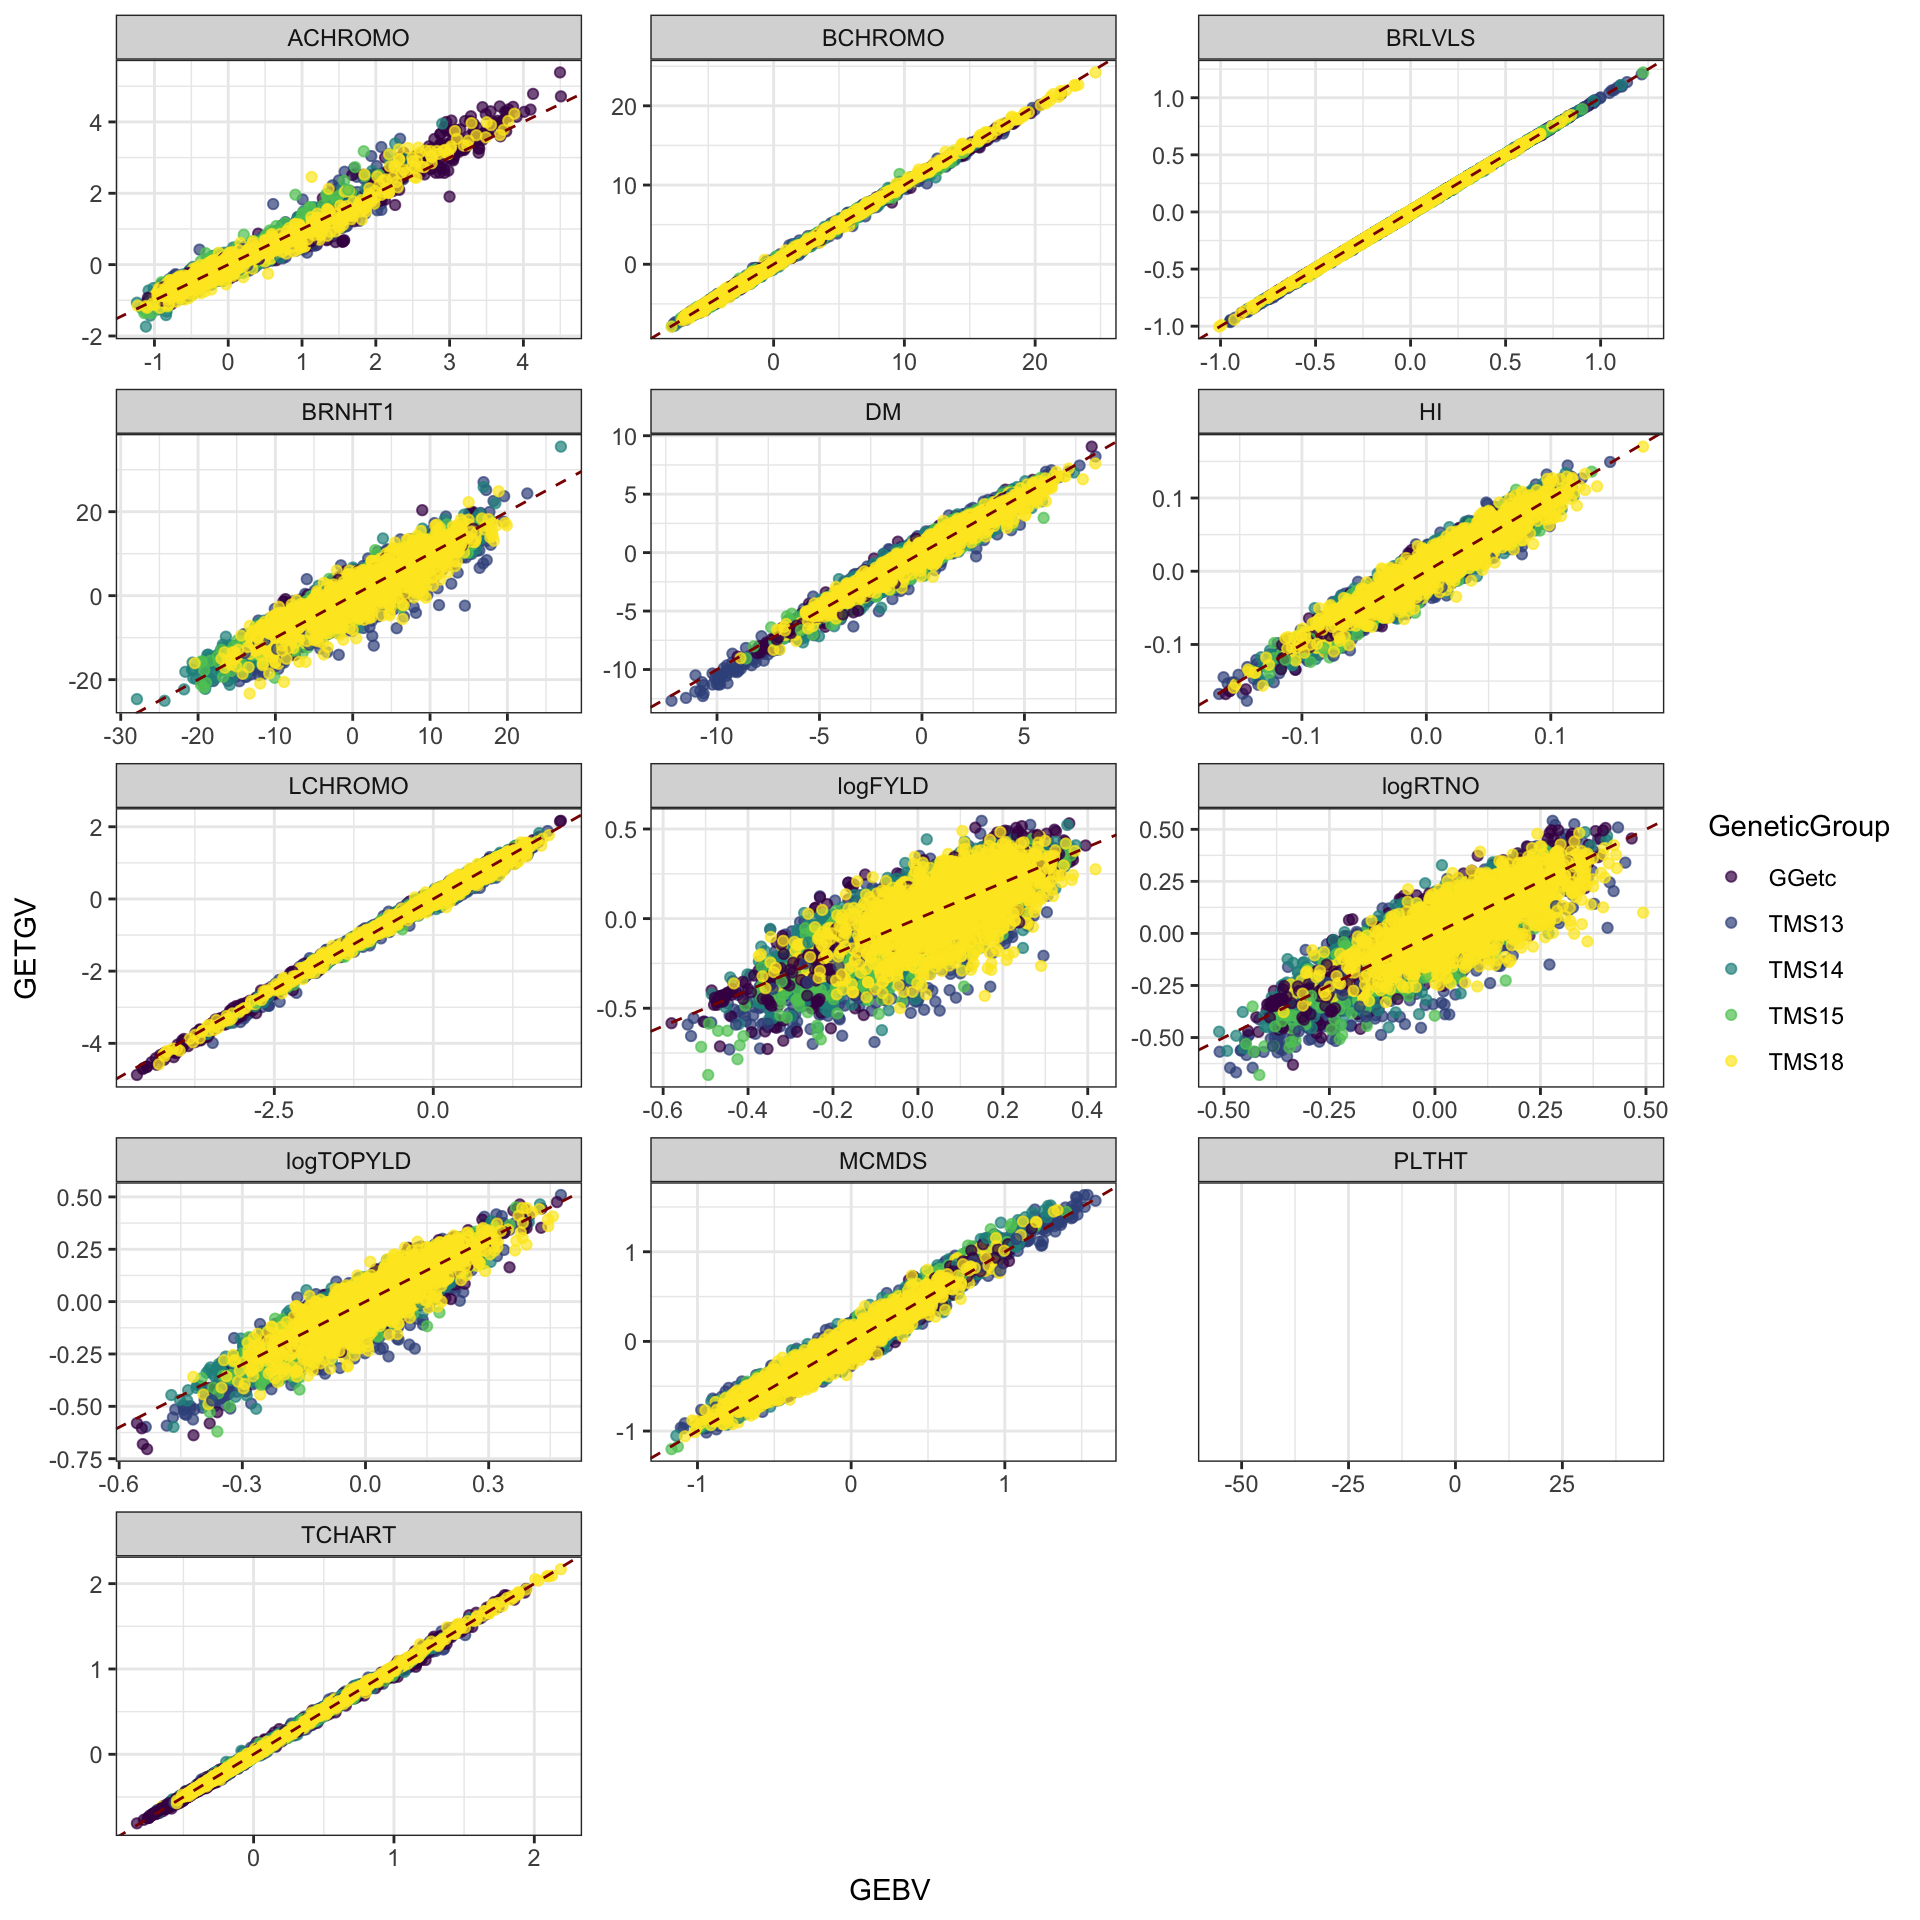 ACHROMO BCHROMO BRLVLS
4
2
0
-2
20
10
0
1.0
0.5
0.0
-0.5
-1.0
-1 0 1 2 3 4 0 10 20 -1.0 -0.5 0.0 0.5 1.0
BRNHT1 DM HI
20
0
-20
10
5
0
-5
-10
0.1
0.0
-0.1
-30 -20 -10 0 10 20 -10 -5 0 5 -0.1 0.0 0.1
LCHROMO logFYLD logRTNO
2
0
-2
-4
0.5
0.0
-0.5
0.50
0.25
0.00
-0.25
-0.50
-2.5 0.0 -0.6 -0.4 -0.2 0.0 0.2 0.4 -0.50 -0.25 0.00 0.25 0.50
logTOPYLD MCMDS PLTHT
0.50
0.25
0.00
-0.25
-0.50
-0.75
1
0
-1
-0.6 -0.3 0.0 0.3 -1 0 1 -50 -25 0 25
TCHART
2
1
0
0 1 2
GETGV
GEBV
GeneticGroup
GGetc
TMS13
TMS14
TMS15
TMS18